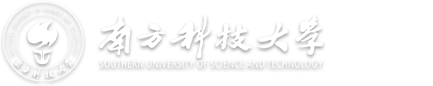 南方科技大学
SOUTHERN UNIVERSITY OF SCIENCE AND TECHNOLOGY